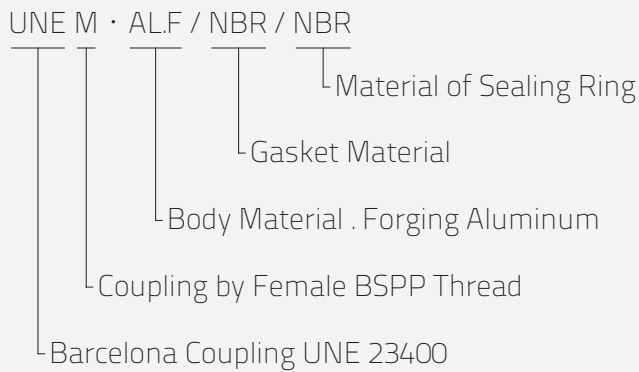 UNE M · AL.F / NBR / NBR
Material of Sealing Ring
Gasket Material
Body Material . Forging Aluminum
Coupling by Female BSPP Thread
Barcelona Coupling UNE 23400